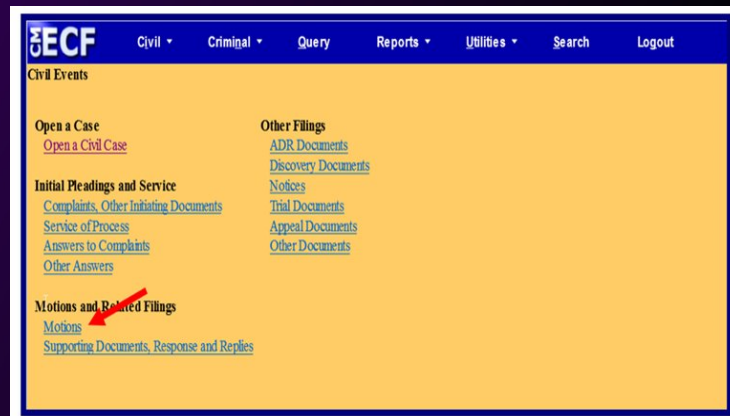 CM ECF Civil Criminal Query Reports Utilities Search Logout
Civil Events
Open a Case
Open a Civil Case
Initial Pleadings and Service
Complaints, Other Initiating Documents
Service of Process
Answers to Complaints
Other Answers
Motions and Related Filings
Motions
Supporting Documents, Response and Replies
Other Filings
ADR Documents
Discovery Documents
Notices
Trial Documents
Appeal Documents
Other Documents